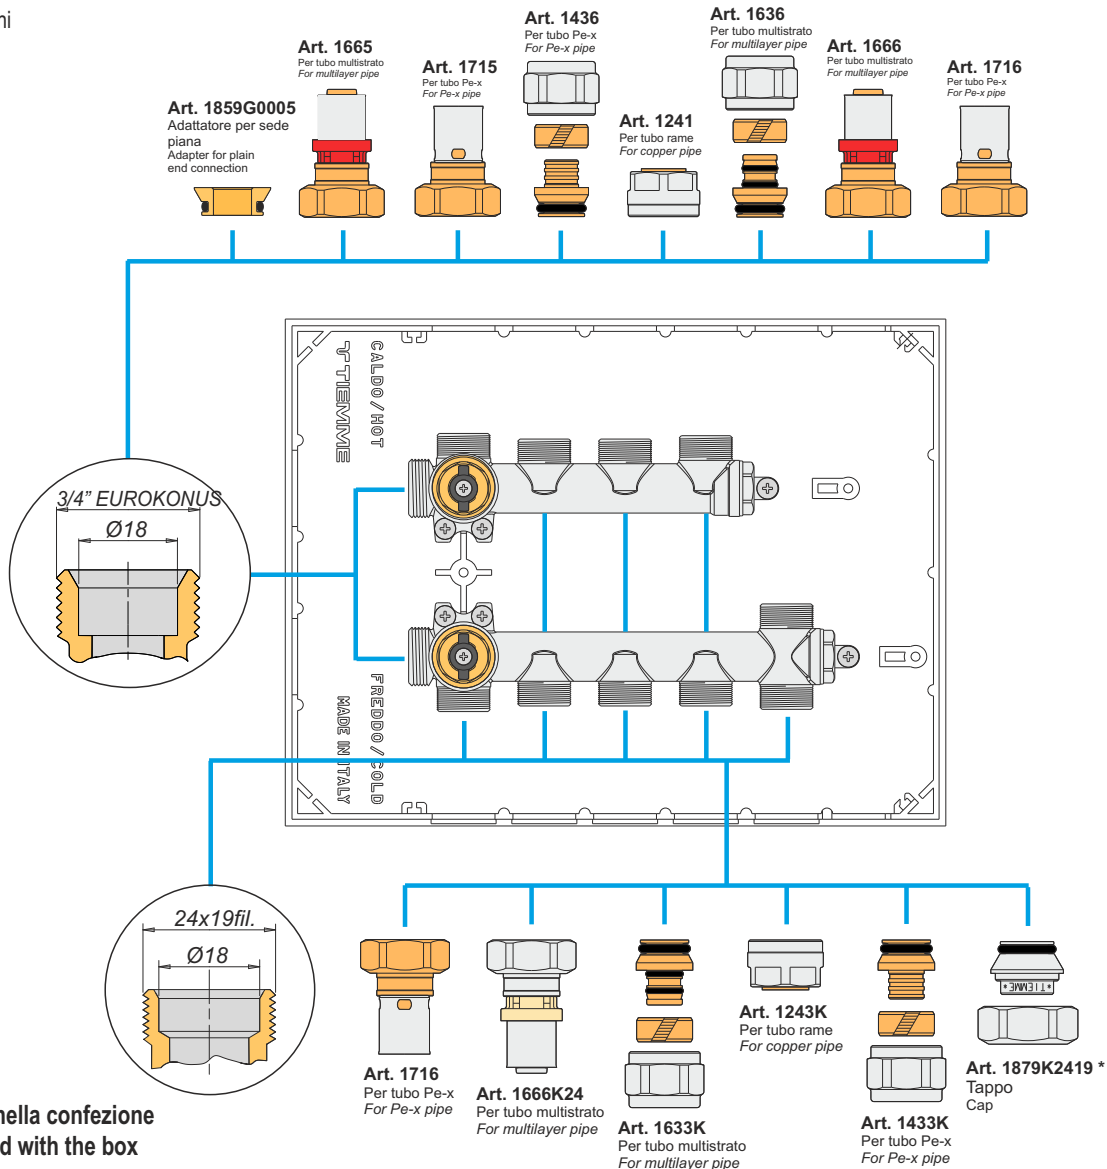 ni
Art. 1665
Per tubo multistrato
For multilayer pipe
Art. 1436
Per tubo Pe-x
For Pe-x pipe
Art. 1636
Per tubo multistrato
For multilayer pipe
Art. 1666
Per tubo multistrato
For multilayer pipe
Art. 1715
Per tubo Pe-x
For Pe-x pipe
Art. 1716
Per tubo Pe-x
For Pe-x pipe
Art. 1859G0005
Adattatore per sede
piana
Adapter for plain
end connection
Art. 1241
Per tubo rame
For copper pipe
CALDO/HOT
TIEMME
3/4” EUROKONUS
Ø18
FREDDO/COLD
MADE IN ITALY
24x19fil.
Ø18
*TIEMME*
Art. 1716
Per tubo Pe-x
For Pe-x pipe
Art. 1666K24
Per tubo multistrato
For multilayer pipe
Art. 1633K
Per tubo multistrato
For multilayer pipe
Art. 1243K
Per tubo rame
For copper pipe
Art. 1433K
Per tubo Pe-x
For Pe-x pipe
Art. 1879K2419 *
Tappo
Cap
nella confezione
d with the box